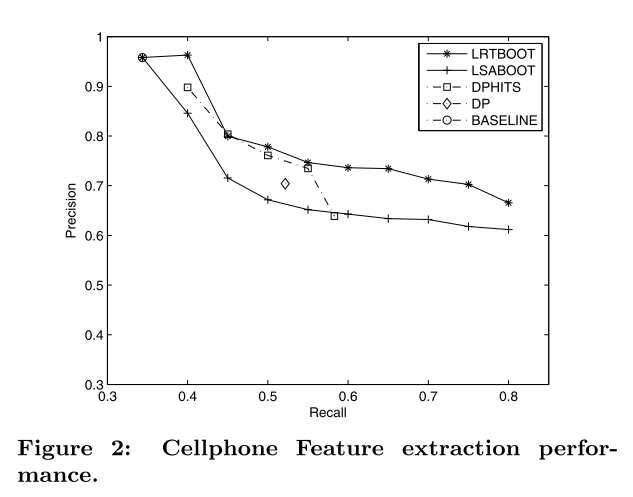 1
0.9
0.8
0.7
0.6
0.5
0.4
0.3
Precision
LRTBOOT
LSABOOT
DPHITS
DP
BASELINE
0.3 0.4 0.5 0.6 0.7 0.8
Recall
Figure 2: Cellphone Feature extraction perfor-
mance.